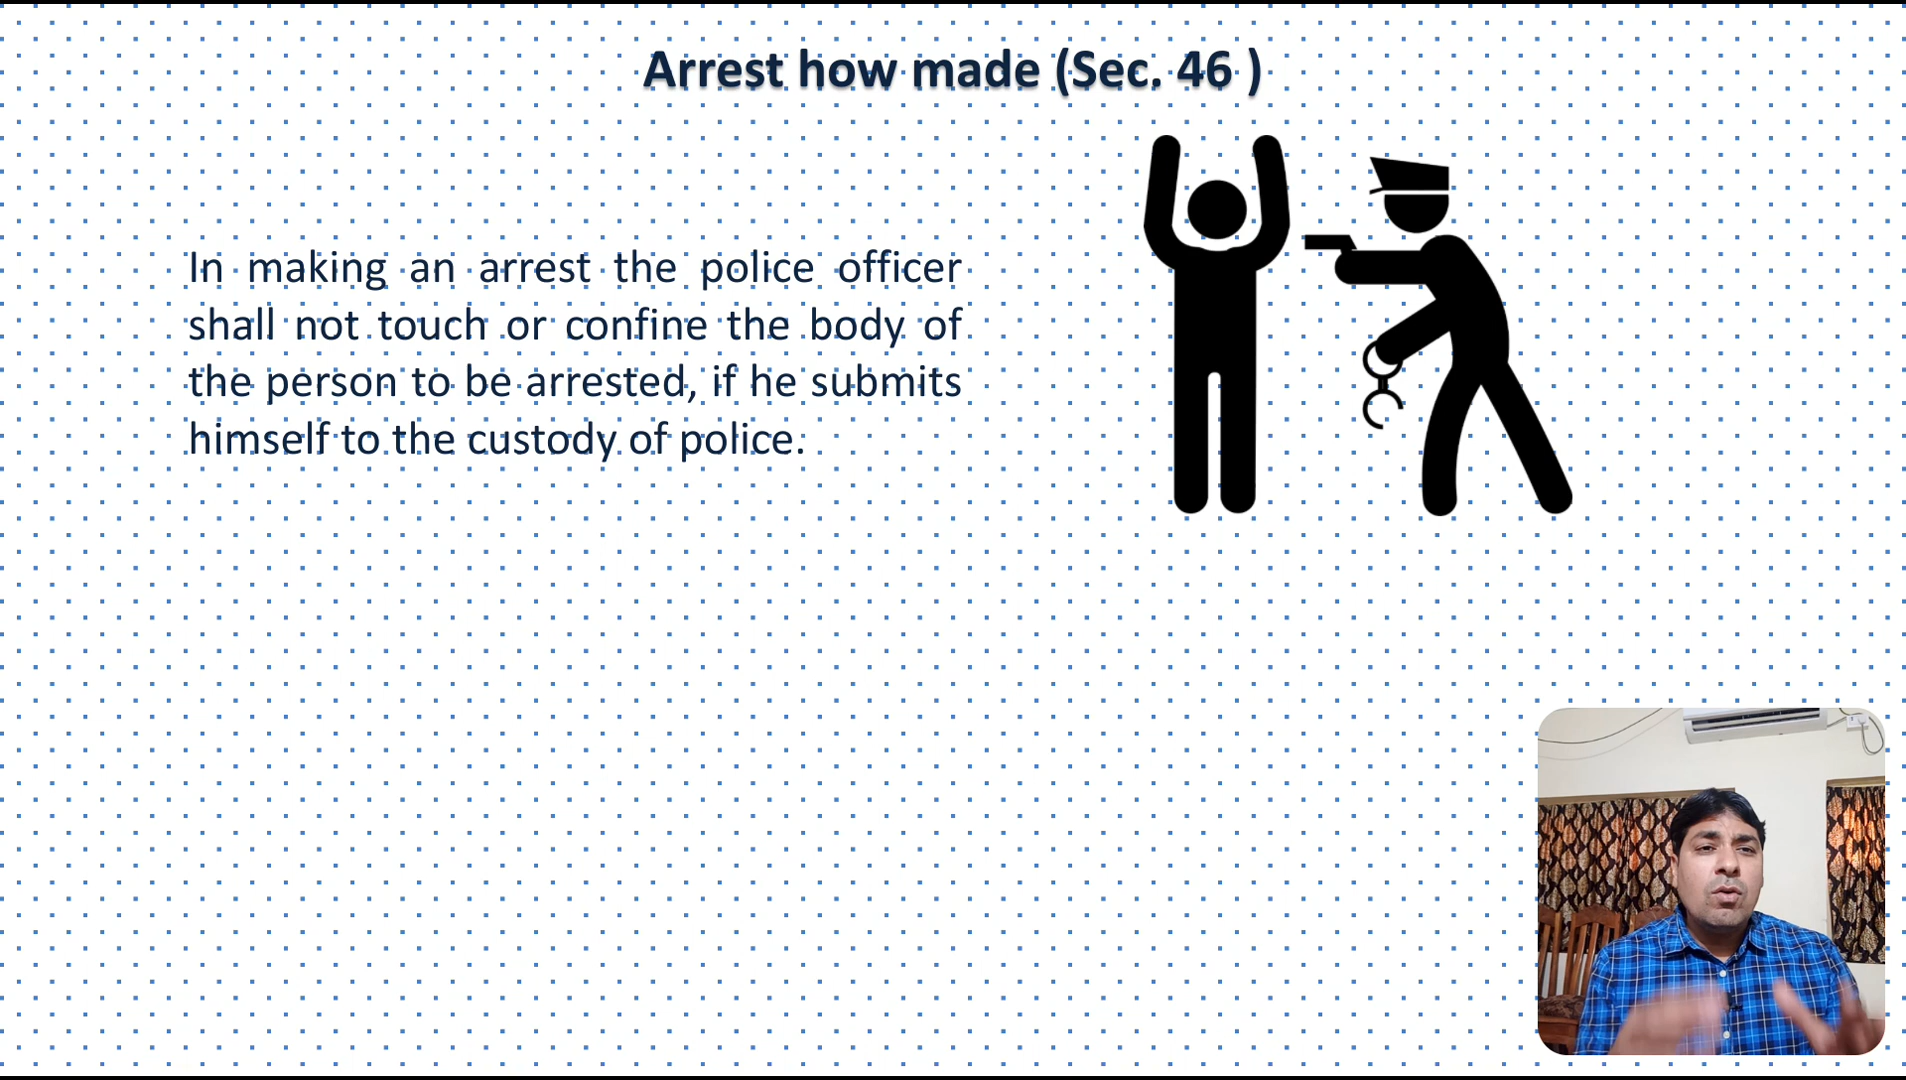 Arrest how made (Sec. 46 )
In making an arrest the police officer
shall not touch or confine the body of
the person to be arrested, if he submits
himself to the custody of police.